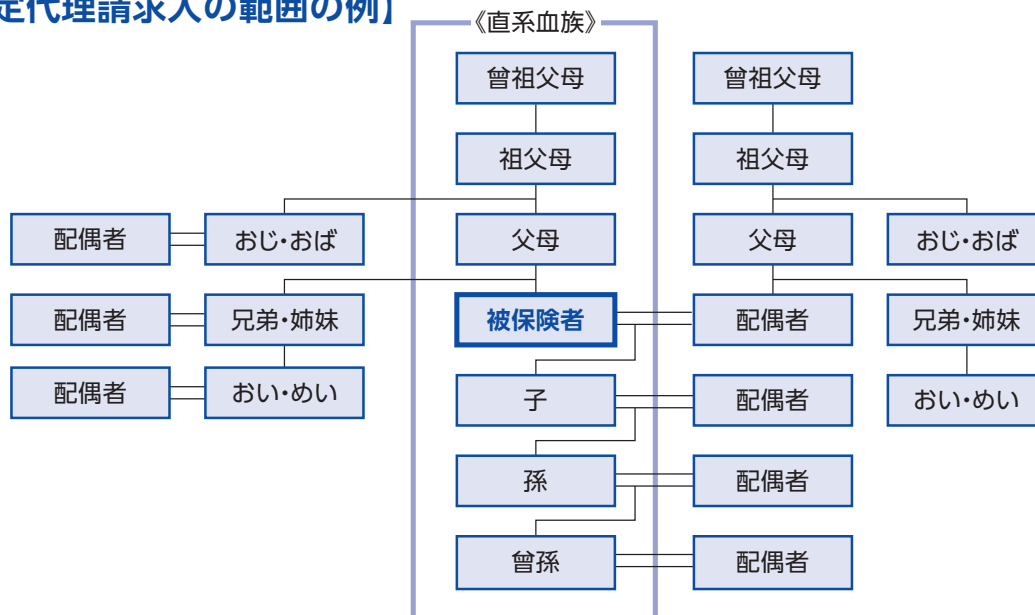 定代理請求人の範囲の例】
《直系血族》
曾祖父母
曾祖父母
祖父母
祖父母
配偶者
おじ・おば
父母
父母
おじ・おば
配偶者
兄弟・姉妹
被保険者
配偶者
兄弟・姉妹
配偶者
おい・めい
子
配偶者
おい・めい
孫
配偶者
曾孫
配偶者